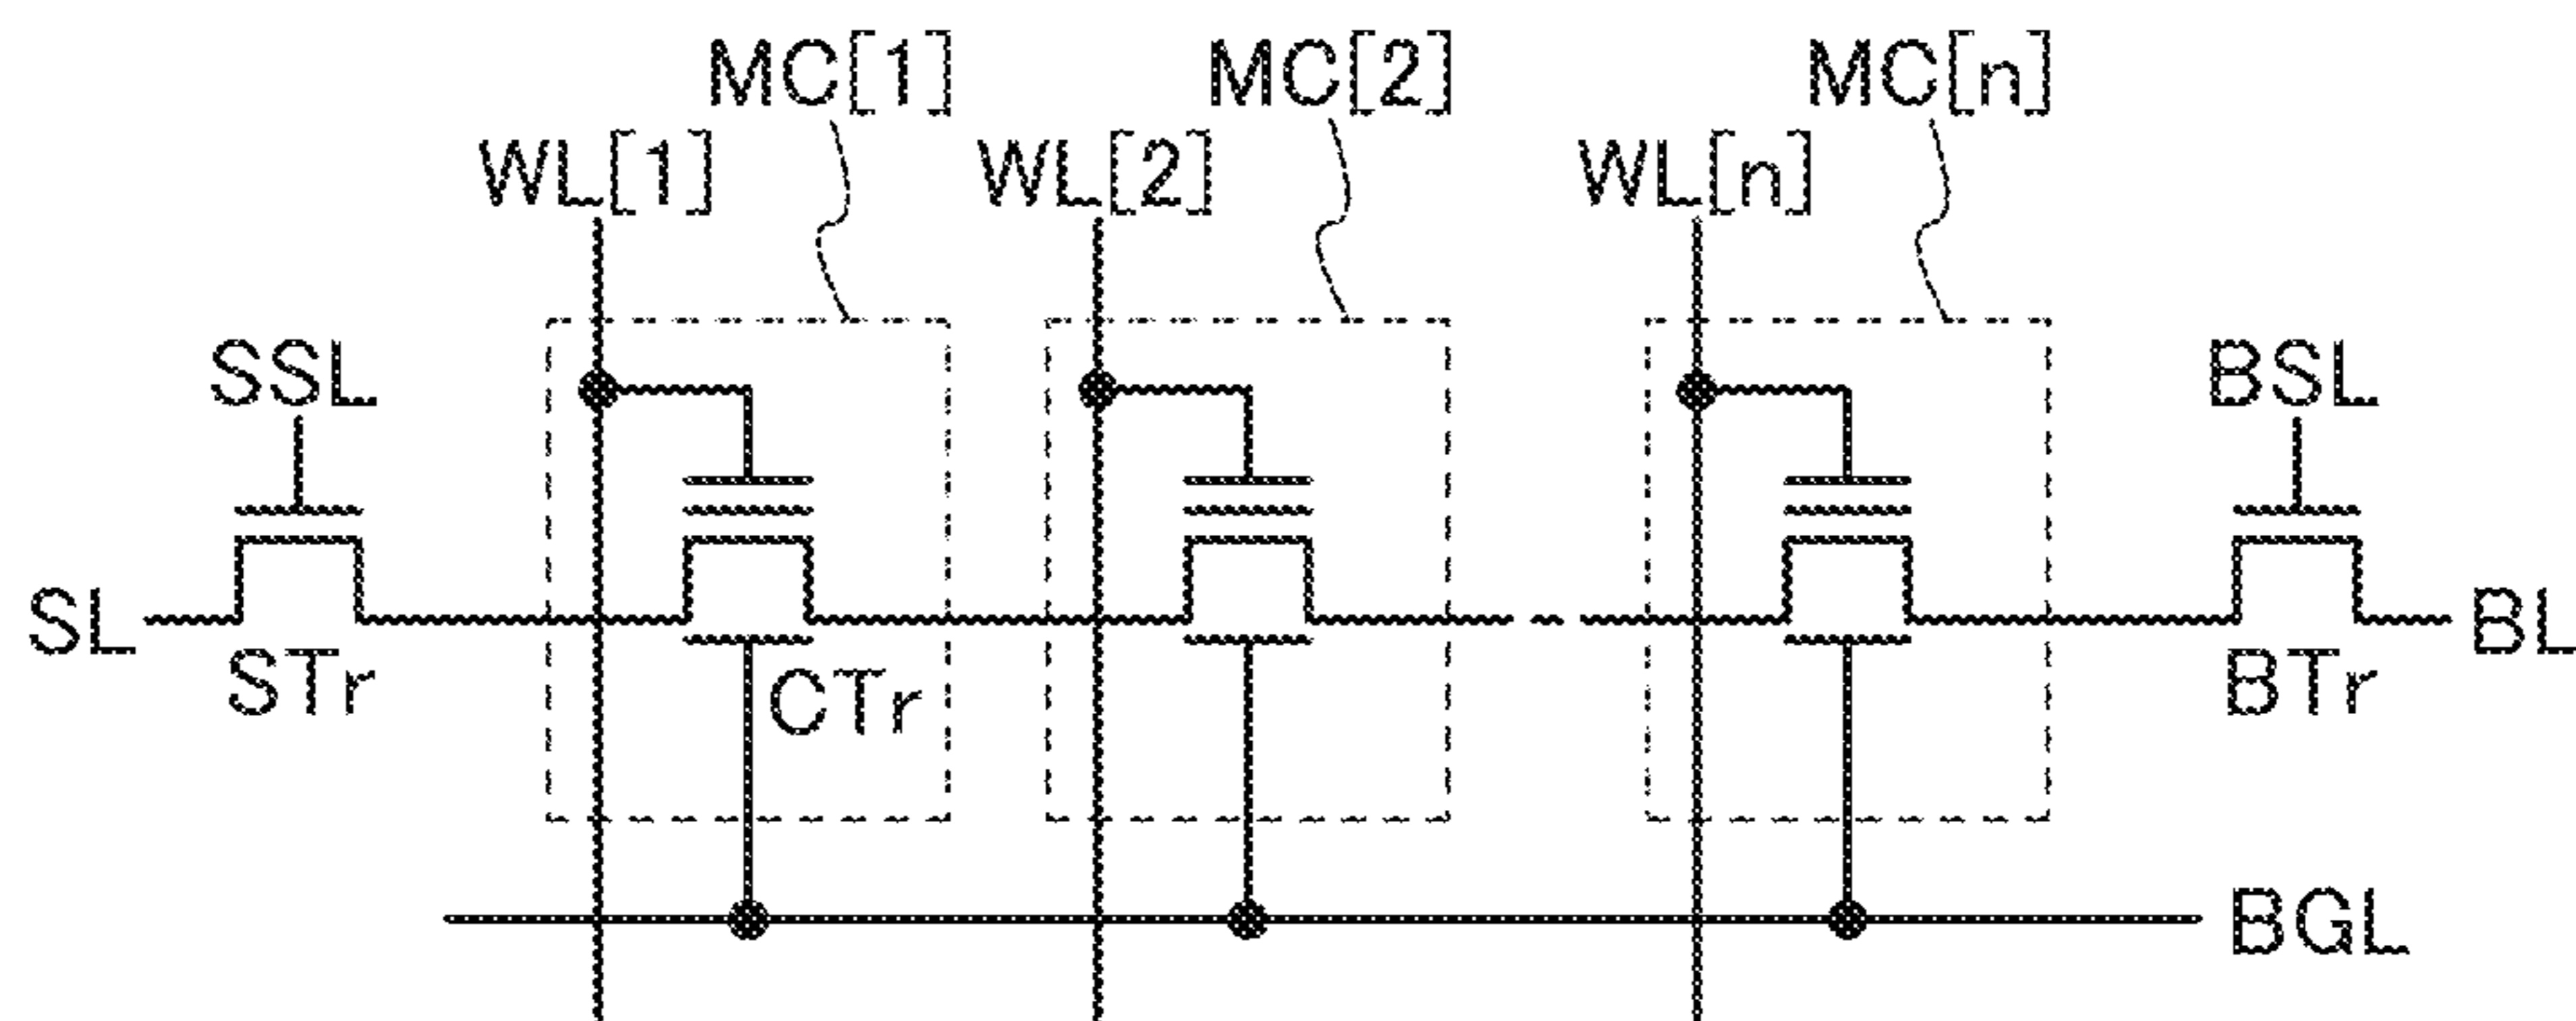 MC[1] MC[2] MC[n]
WL[1] WL[2] WL[n]
SSL BSL
SL BL
STr CTr BTr
BGL